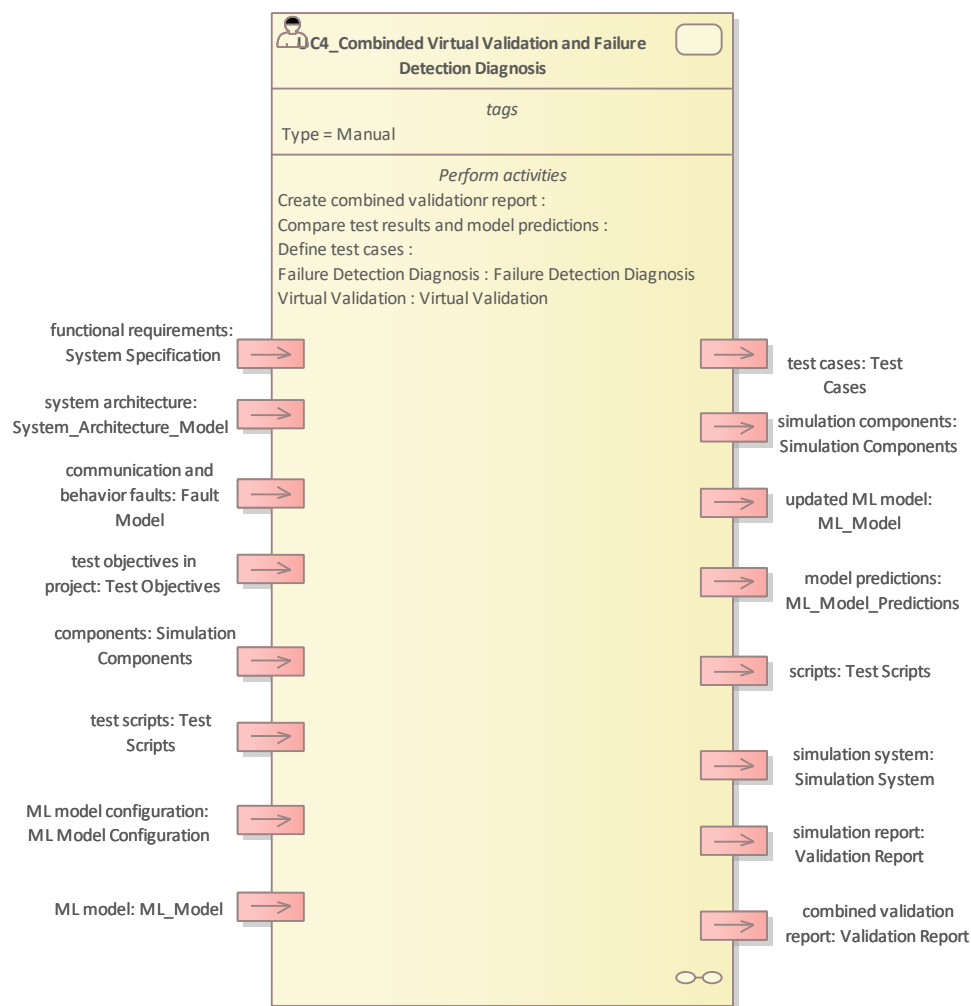 UC4_Combinded Virtual Validation and Failure
Detection Diagnosis
tags
Type = Manual
Perform activities
Create combined validationr report :
Compare test results and model predictions :
Define test cases :
Failure Detection Diagnosis : Failure Detection Diagnosis
Virtual Validation : Virtual Validation
functional requirements:
System Specification
system architecture:
System_Architecture_Model
communication and
behavior faults: Fault
Model
test objectives in
project: Test Objectives
components: Simulation
Components
test scripts: Test
Scripts
ML model configuration:
ML Model Configuration
ML model: ML_Model
test cases: Test
Cases
simulation components:
Simulation Components
updated ML model:
ML_Model
model predictions:
ML_Model_Predictions
scripts: Test Scripts
simulation system:
Simulation System
simulation report:
Validation Report
combined validation
report: Validation Report